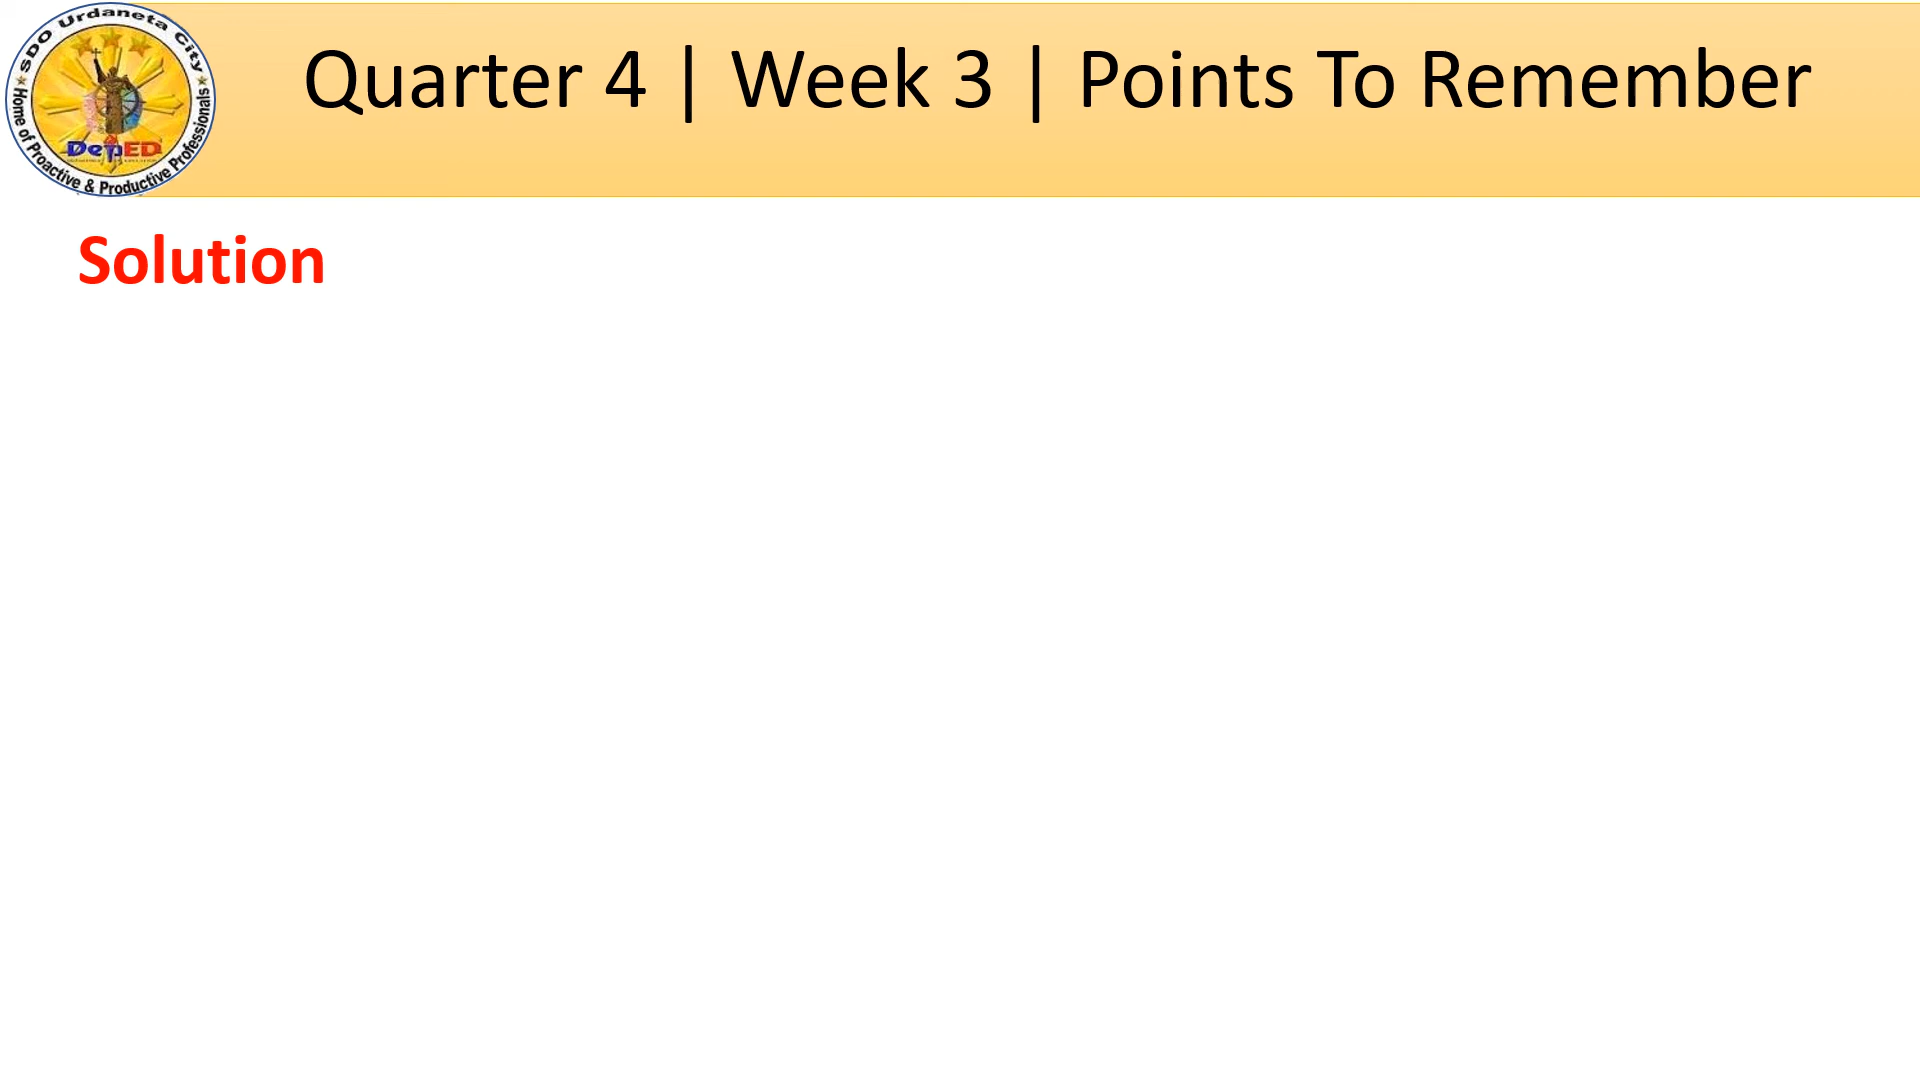 SDO Urdaneta City
Home of Proactive & Productive Professionals
DepED
Quarter 4 | Week 3 | Points To Remember
Solution